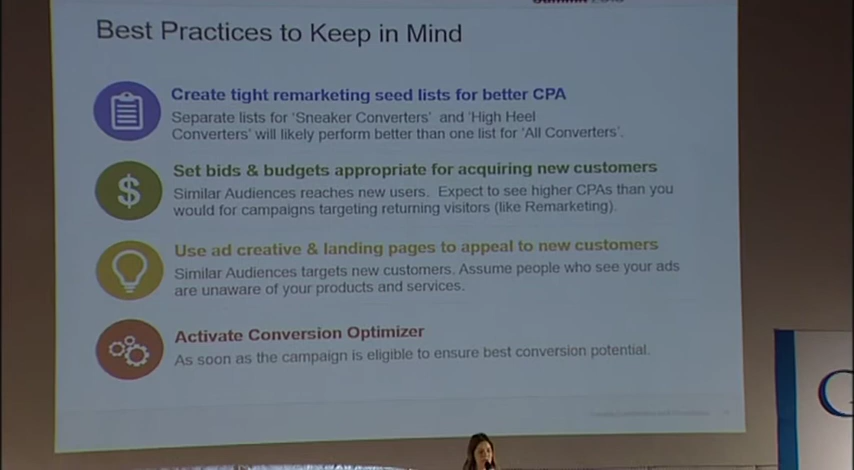 Best Practices to Keep in Mind
Create tight remarketing seed lists for better CPA
Separate lists for 'Sneaker Converters' and 'High Heel
Converters' will likely perform better than one list for 'All Converters'.
$
Set bids & budgets appropriate for acquiring new customers
Similar Audiences reaches new users. Expect to see higher CPAs than you
would for campaigns targeting returning visitors (like Remarketing).
Use ad creative & landing pages to appeal to new customers
Similar Audiences targets new customers. Assume people who see your ads
are unaware of your products and services.
Activate Conversion Optimizer
As soon as the campaign is eligible to ensure best conversion potential.
G